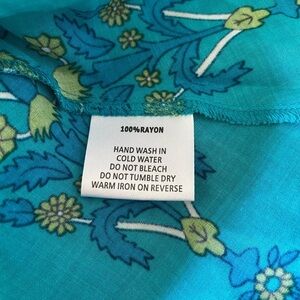 100%RAYON
HAND WASH IN
COLD WATER
DO NOT BLEACH
DO NOT TUMBLE DRY
WARM IRON ON REVERSE